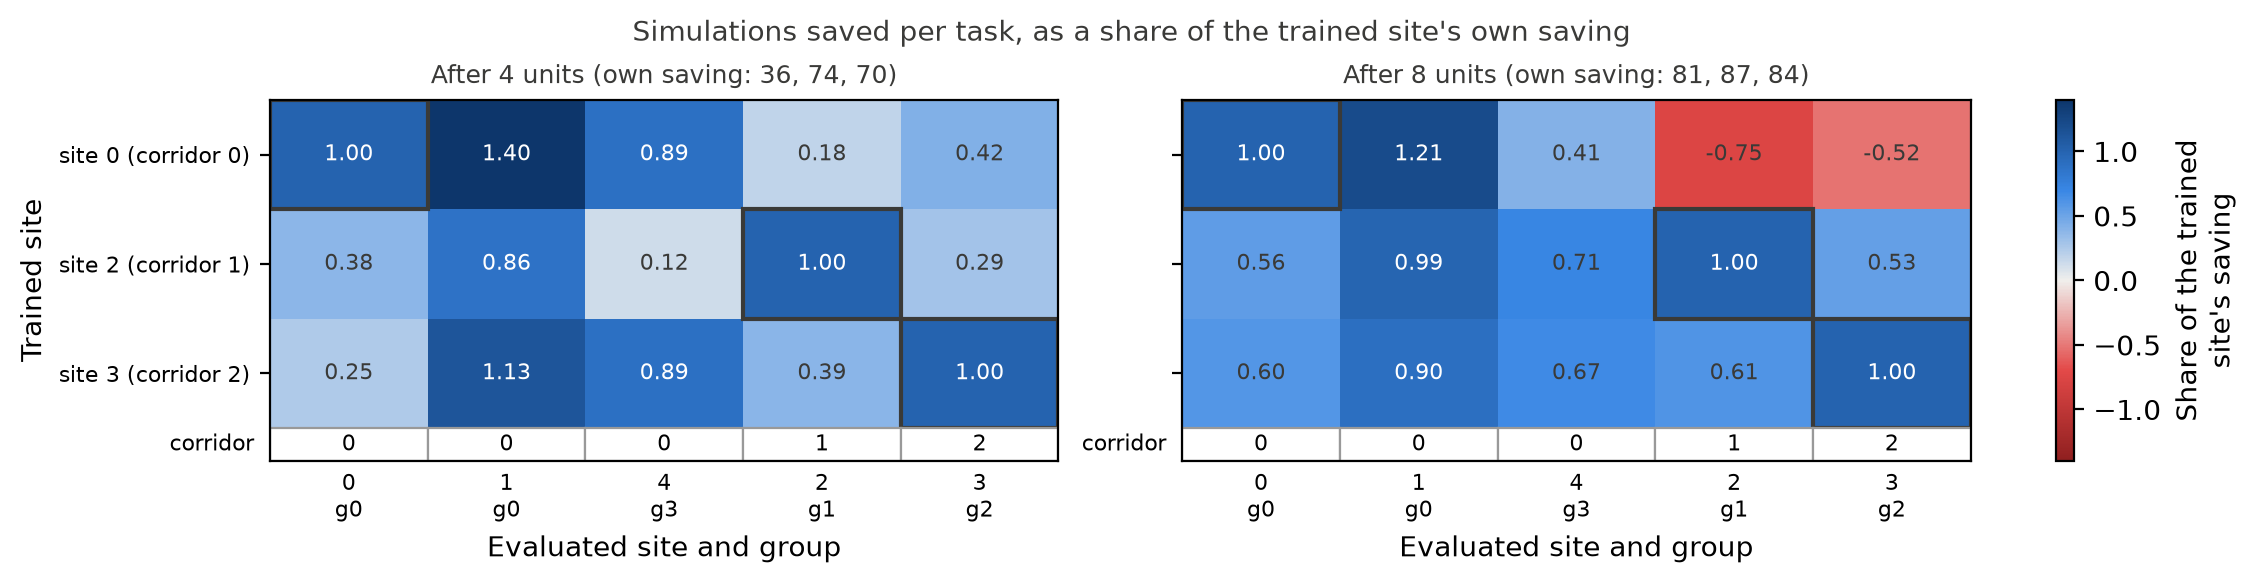 Simulations saved per task, as a share of the trained site's own saving
After 4 units (own saving: 36, 74, 70)
After 8 units (own saving: 81, 87, 84)
Trained site
site 0 (corridor 0)
1.00 1.40 0.89 0.18 0.42
site 2 (corridor 1)
0.38 0.86 0.12 1.00 0.29
site 3 (corridor 2)
0.25 1.13 0.89 0.39 1.00
corridor
0 0 0 1 2
0 1 4 2 3
g0 g0 g3 g1 g2
Evaluated site and group
1.00 1.21 0.41 -0.75 -0.52
0.56 0.99 0.71 1.00 0.53
0.60 0.90 0.67 0.61 1.00
corridor
0 0 0 1 2
0 1 4 2 3
g0 g0 g3 g1 g2
Evaluated site and group
1.0
0.5
0.0
−0.5
−1.0
Share of the trained
site's saving